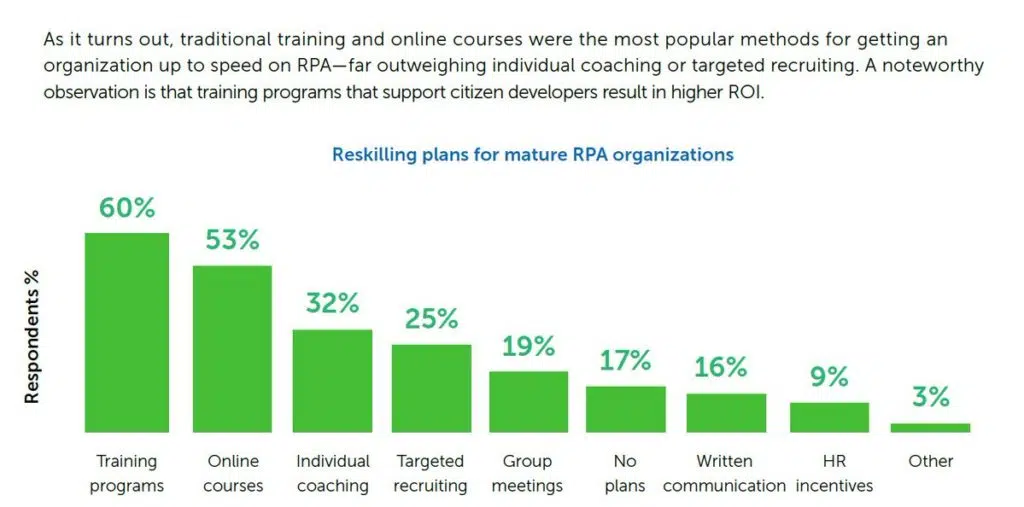 As it turns out, traditional training and online courses were the most popular methods for getting an
organization up to speed on RPA—far outweighing individual coaching or targeted recruiting. A noteworthy
observation is that training programs that support citizen developers result in higher ROI.
Reskilling plans for mature RPA organizations
Respondents %
60%
53%
32%
25%
19%
17%
16%
9%
3%
Training
programs
Online
courses
Individual
coaching
Targeted
recruiting
Group
meetings
No
plans
Written
communication
HR
incentives
Other